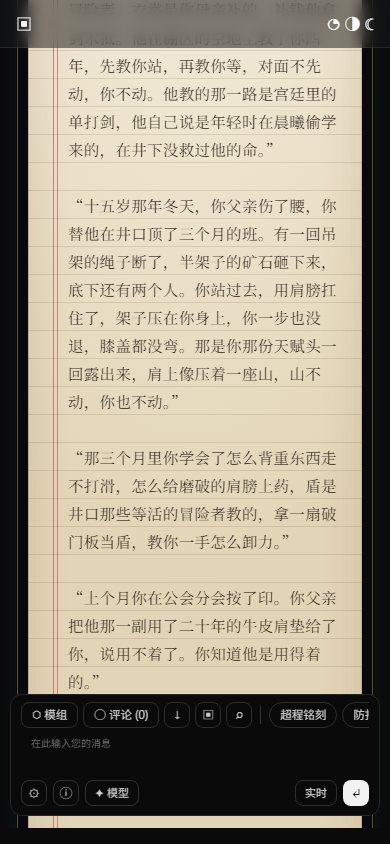 年，先教你站，再教你等，对面不先
动，你不动。他教的那一路是宫廷里的
单打剑，他自己说是年轻时在晨曦偷学
来的，在井下没救过他的命。”
“十五岁那年冬天，你父亲伤了腰，你
替他在井口顶了三个月的班。有一回吊
架的绳子断了，半架子的矿石砸下来，
底下还有两个人。你站过去，用肩膀扛
住了，架子压在你身上，你一步也没
退，膝盖都没弯。那是你那份天赋头一
回露出来，肩上像压着一座山，山不
动，你也不动。”
“那三个月里你学会了怎么背重东西走
不打滑，怎么给磨破的肩膀上药，盾是
井口那些等活的冒险者教的，拿一扇破
门板当盾，教你一手怎么卸力。”
“上个月你在公会分会按了印。你父亲
把他那一副用了二十年的牛皮肩垫给了
你，说用不着了。你知道他是用得着
的。”
模组 评论 (0) 超程铭刻
在此输入您的消息
模型 实时